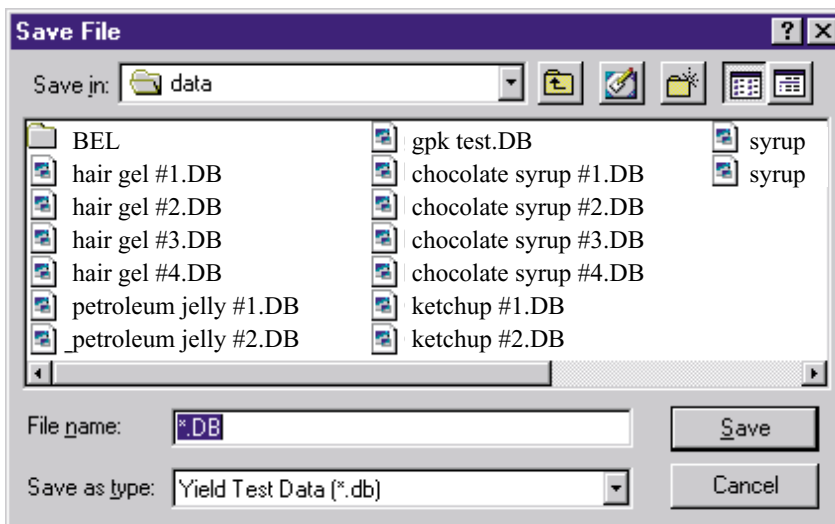 Save File
Save in: data
BEL
hair gel #1.DB
hair gel #2.DB
hair gel #3.DB
hair gel #4.DB
petroleum jelly #1.DB
_petroleum jelly #2.DB
gpk test.DB
chocolate syrup #1.DB
chocolate syrup #2.DB
chocolate syrup #3.DB
chocolate syrup #4.DB
ketchup #1.DB
ketchup #2.DB
syrup
syrup
File name: *.DB
Save
Save as type: Yield Test Data (*.db)
Cancel